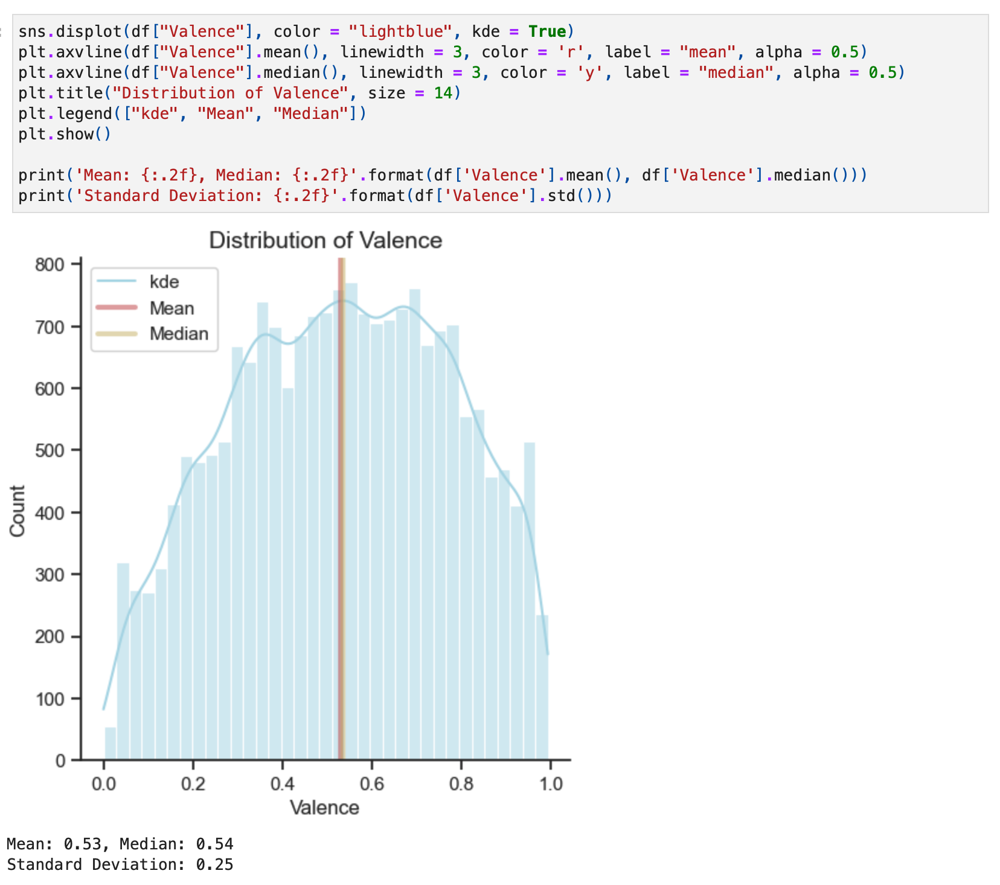 sns.displot(df["Valence"], color = "lightblue", kde = True)
plt.axvline(df["Valence"].mean(), linewidth = 3, color = 'r', label = "mean", alpha = 0.5)
plt.axvline(df["Valence"].median(), linewidth = 3, color = 'y', label = "median", alpha = 0.5)
plt.title("Distribution of Valence", size = 14)
plt.legend(["kde", "Mean", "Median"])
plt.show()
print('Mean: {:.2f}, Median: {:.2f}'.format(df['Valence'].mean(), df['Valence'].median()))
print('Standard Deviation: {:.2f}'.format(df['Valence'].std()))
Distribution of Valence
kde
Mean
Median
800
700
600
500
400
300
200
100
0
Count
0.0 0.2 0.4 0.6 0.8 1.0
Valence
Mean: 0.53, Median: 0.54
Standard Deviation: 0.25